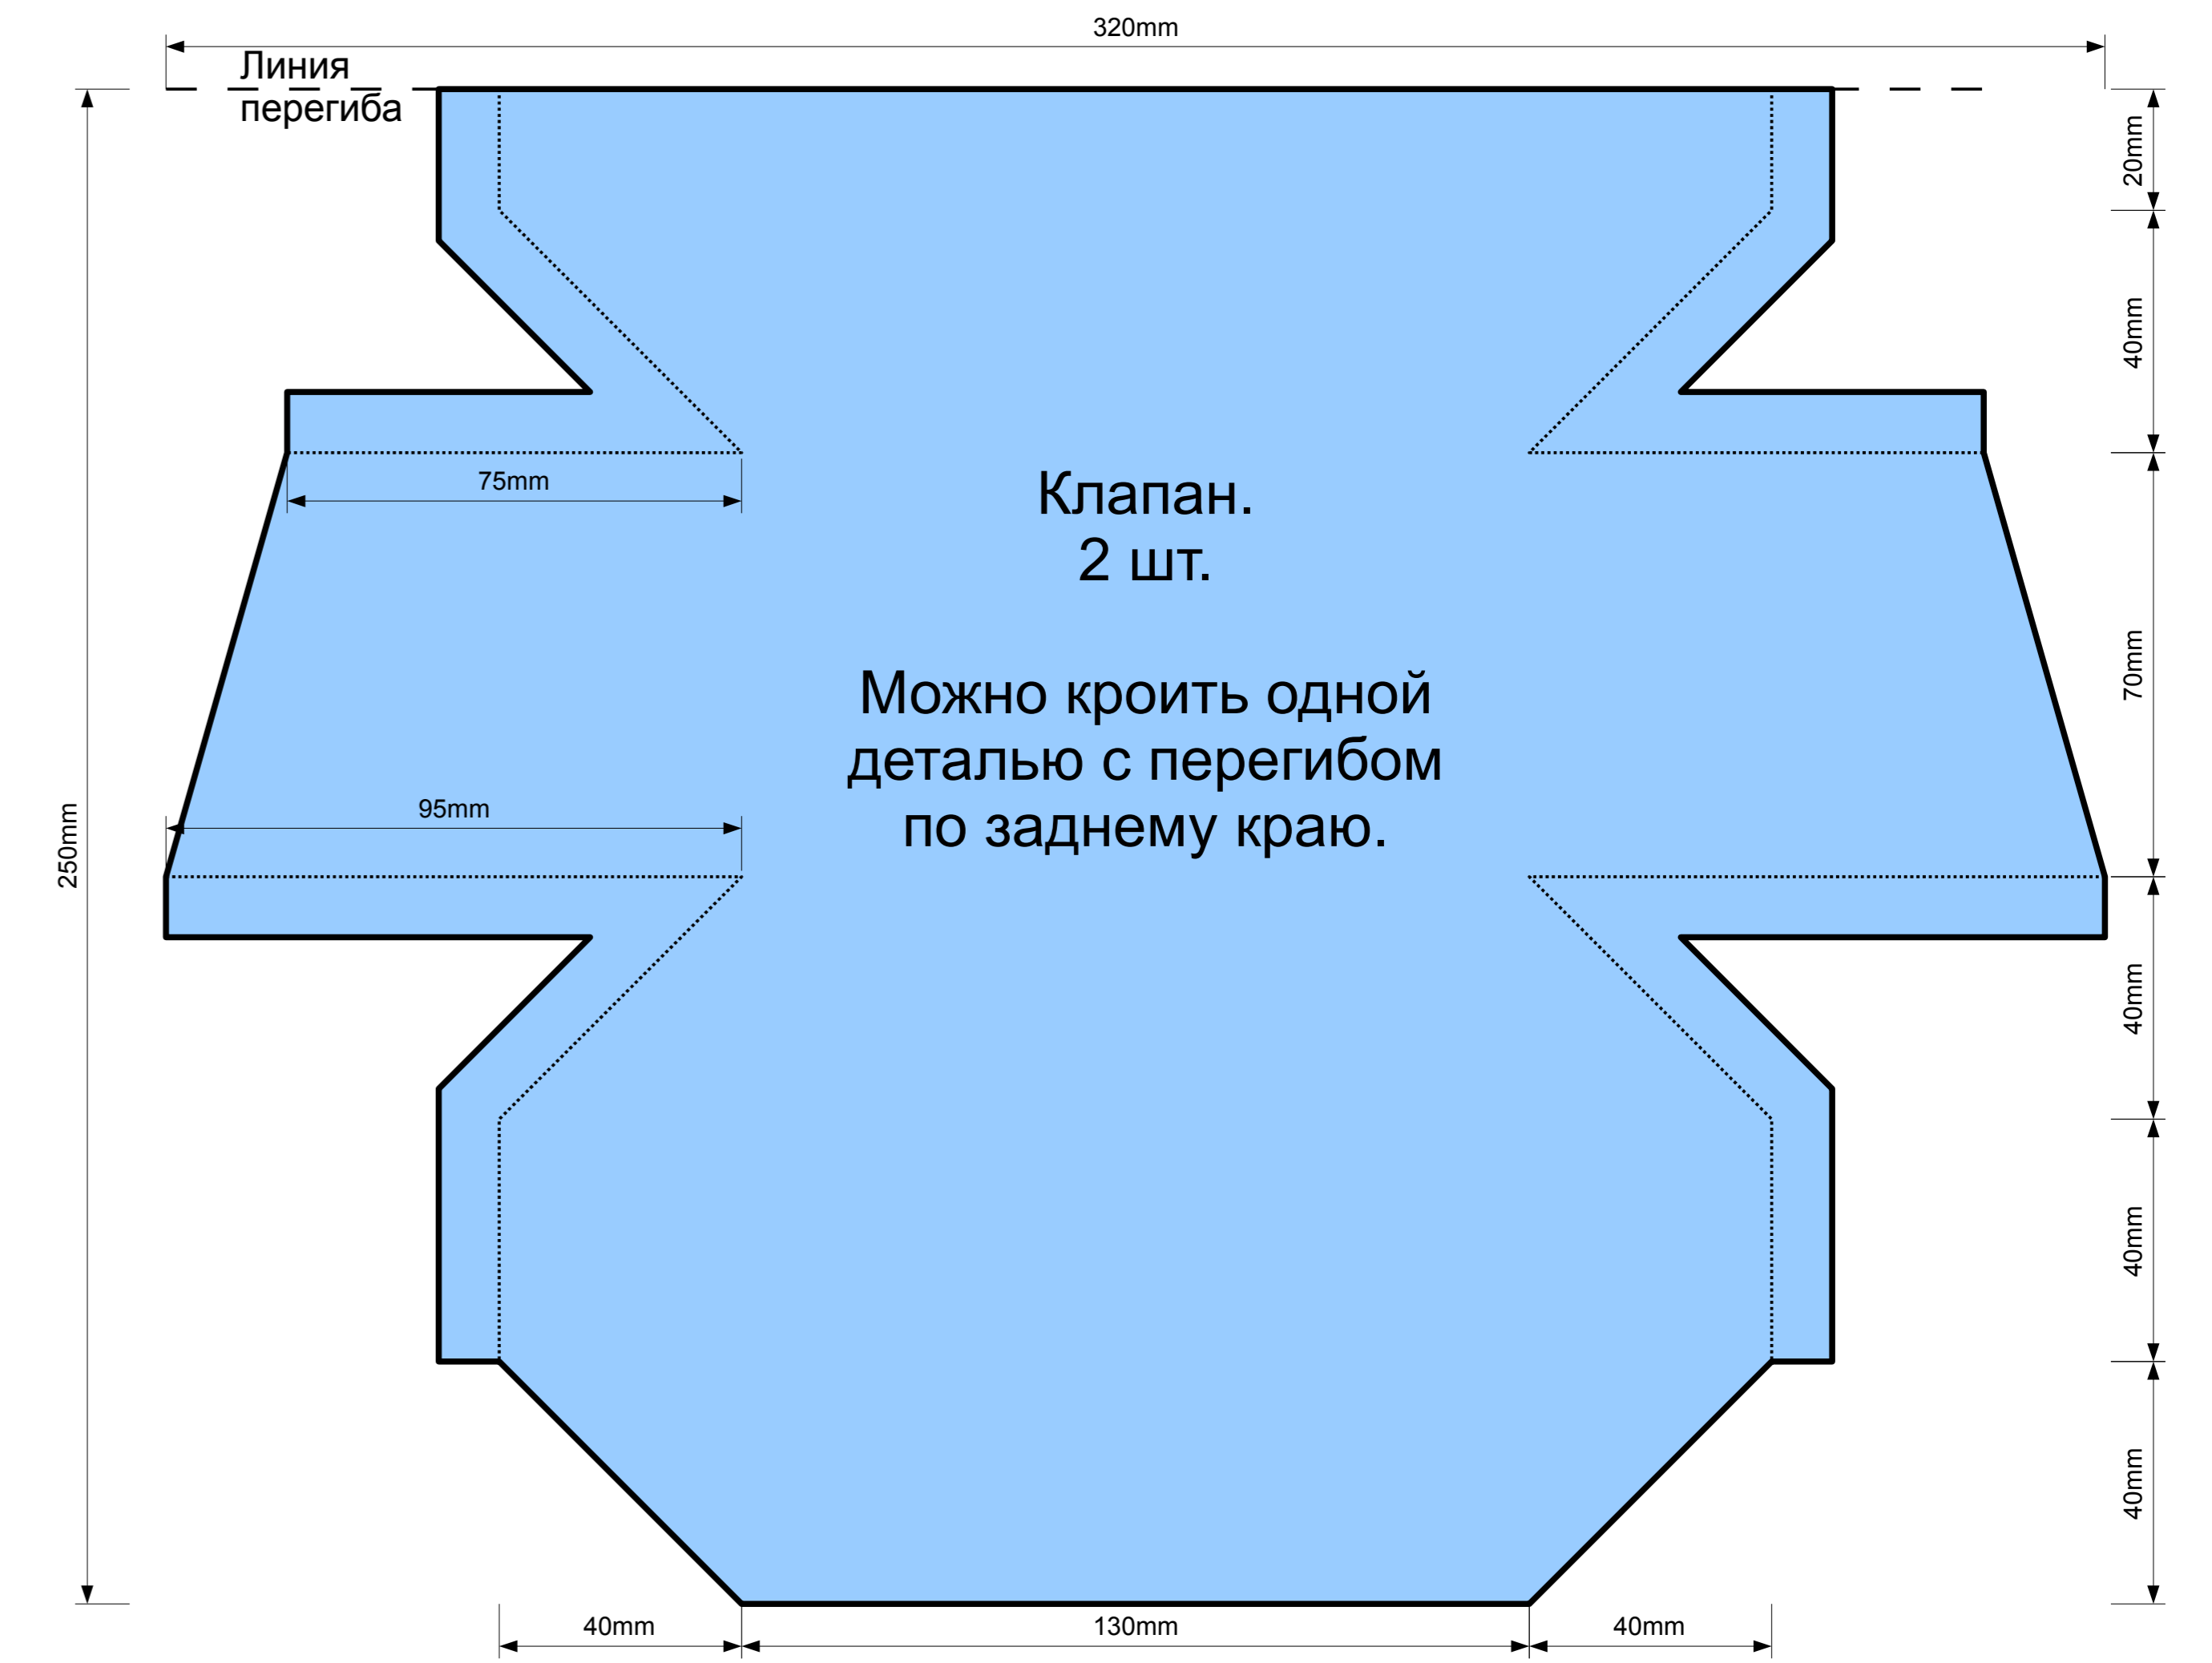 320mm
Линия
перегиба
20mm
40mm
75mm
Клапан.
2 шт.
Можно кроить одной
деталью с перегибом
по заднему краю.
70mm
95mm
250mm
40mm
40mm
40mm
40mm
130mm
40mm